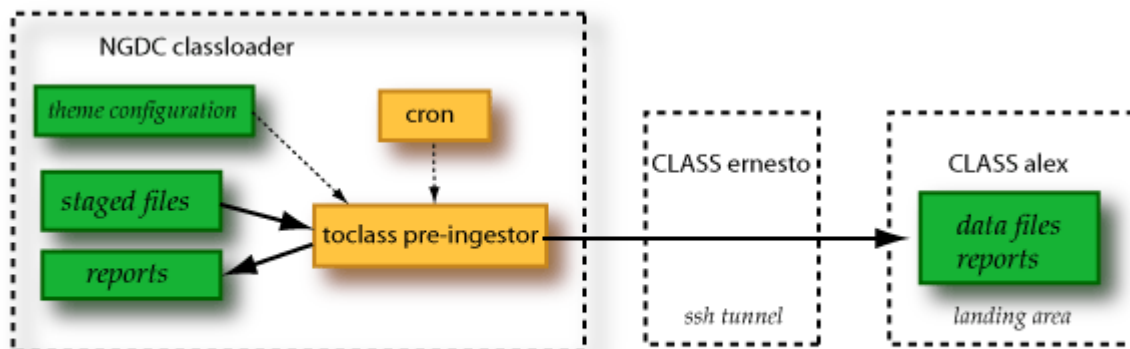 NGDC classloader
theme configuration
cron
staged files
toclass pre-ingestor
reports
CLASS ernesto
ssh tunnel
CLASS alex
data files
reports
landing area